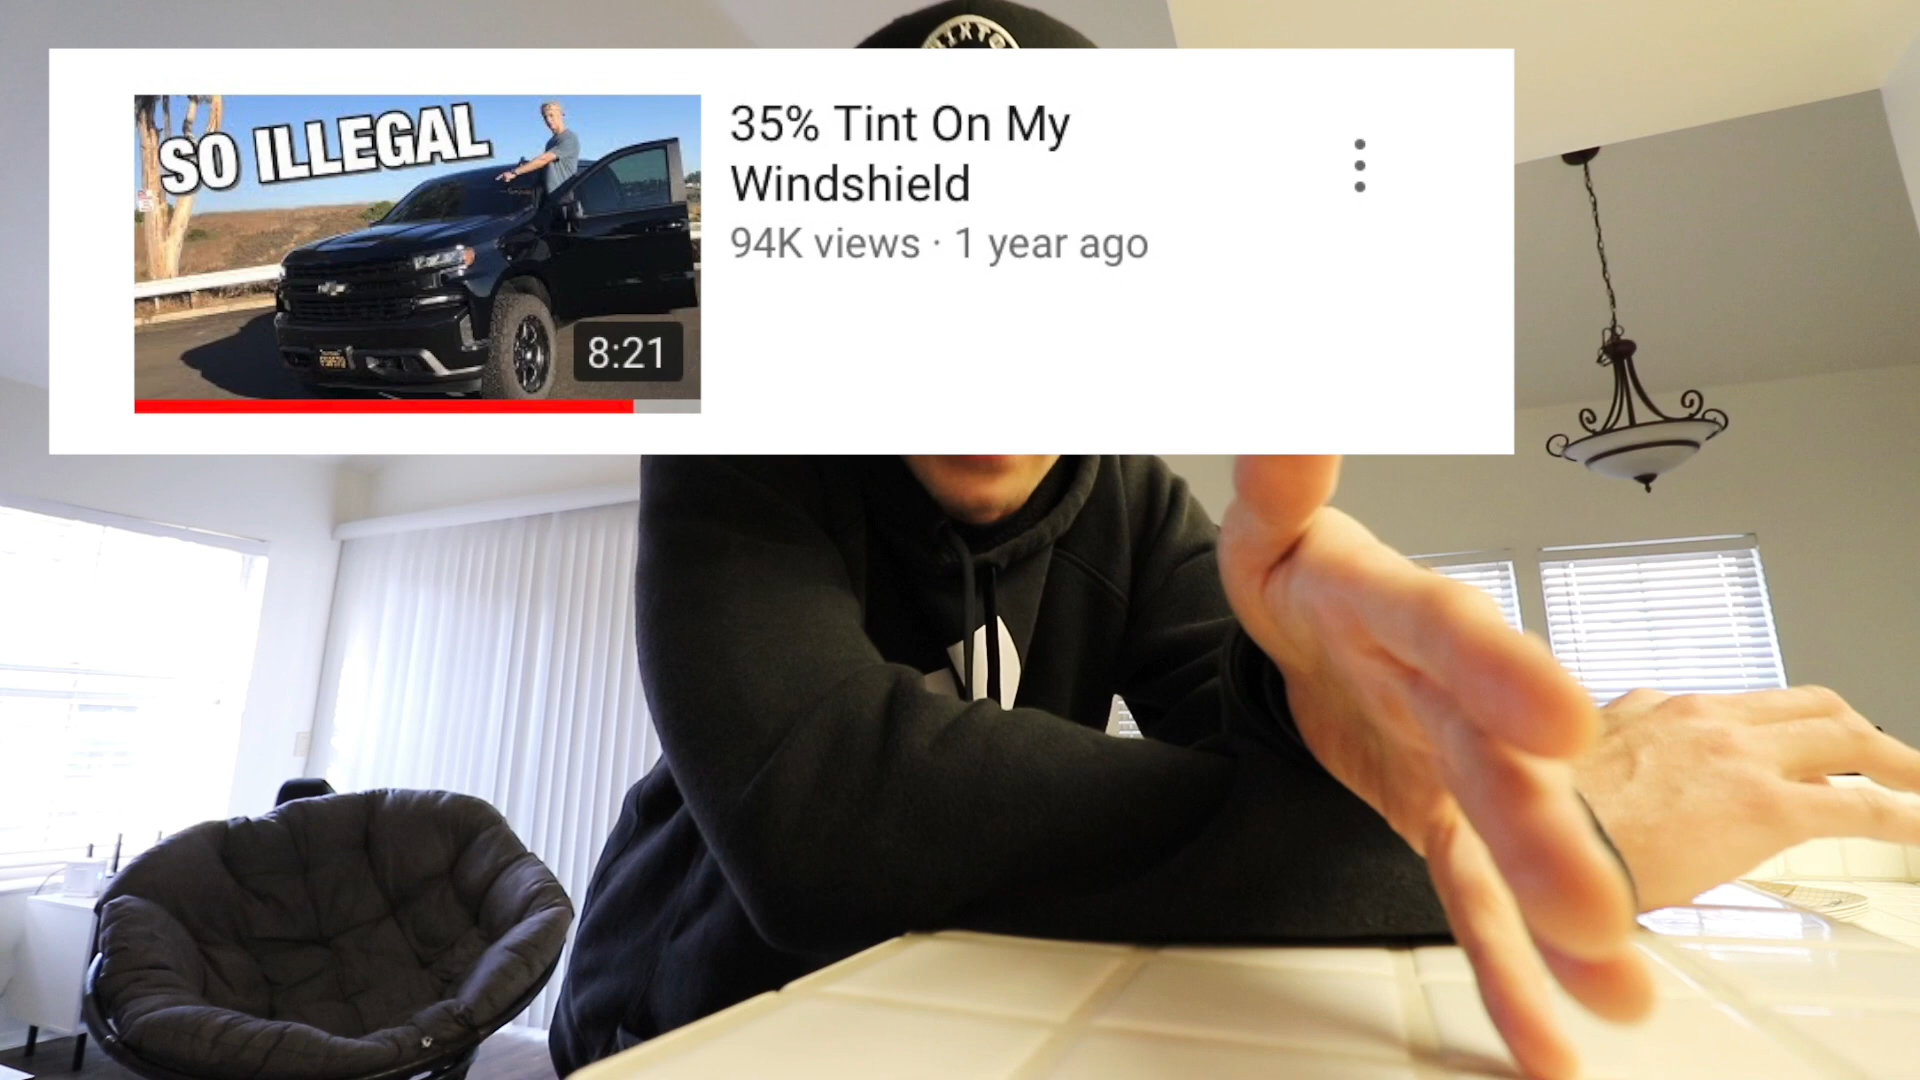 SO ILLEGAL
8:21
35% Tint On My
Windshield
94K views · 1 year ago